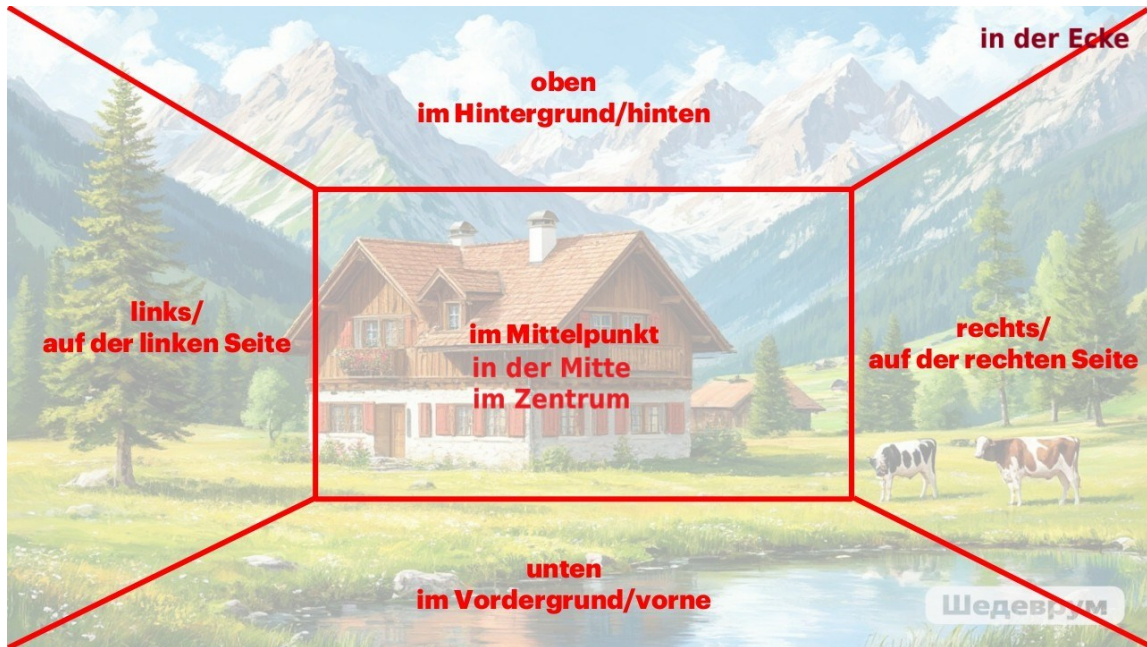 in der Ecke
oben
im Hintergrund/hinten
links/
auf der linken Seite
im Mittelpunkt
in der Mitte
im Zentrum
rechts/
auf der rechten Seite
unten
im Vordergrund/vorne
Шедеврум